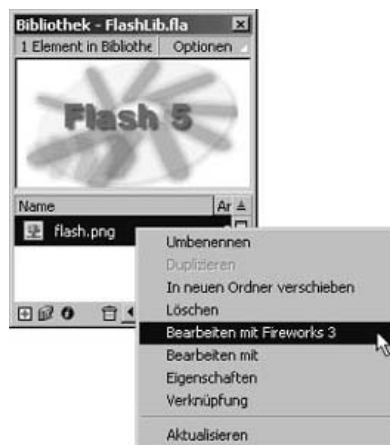 Bibliothek - FlashLib.fla
1 Element in Bibliothe Optionen
Flash 5
Name Ar
flash.png
Umbenennen
Duplizieren
In neuen Ordner verschieben
Löschen
Bearbeiten mit Fireworks 3
Bearbeiten mit
Eigenschaften
Verknüpfung
Aktualisieren